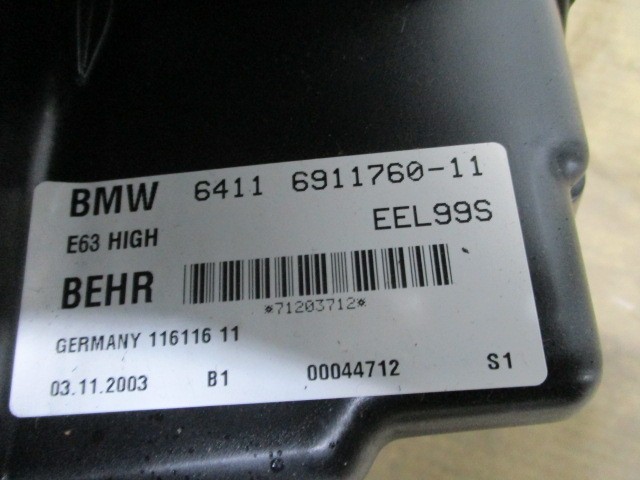 BMW 6411 6911760-11
E63 HIGH EEL99S
BEHR
*71203712*
GERMANY 116116 11
03.11.2003 B1 00044712 S1